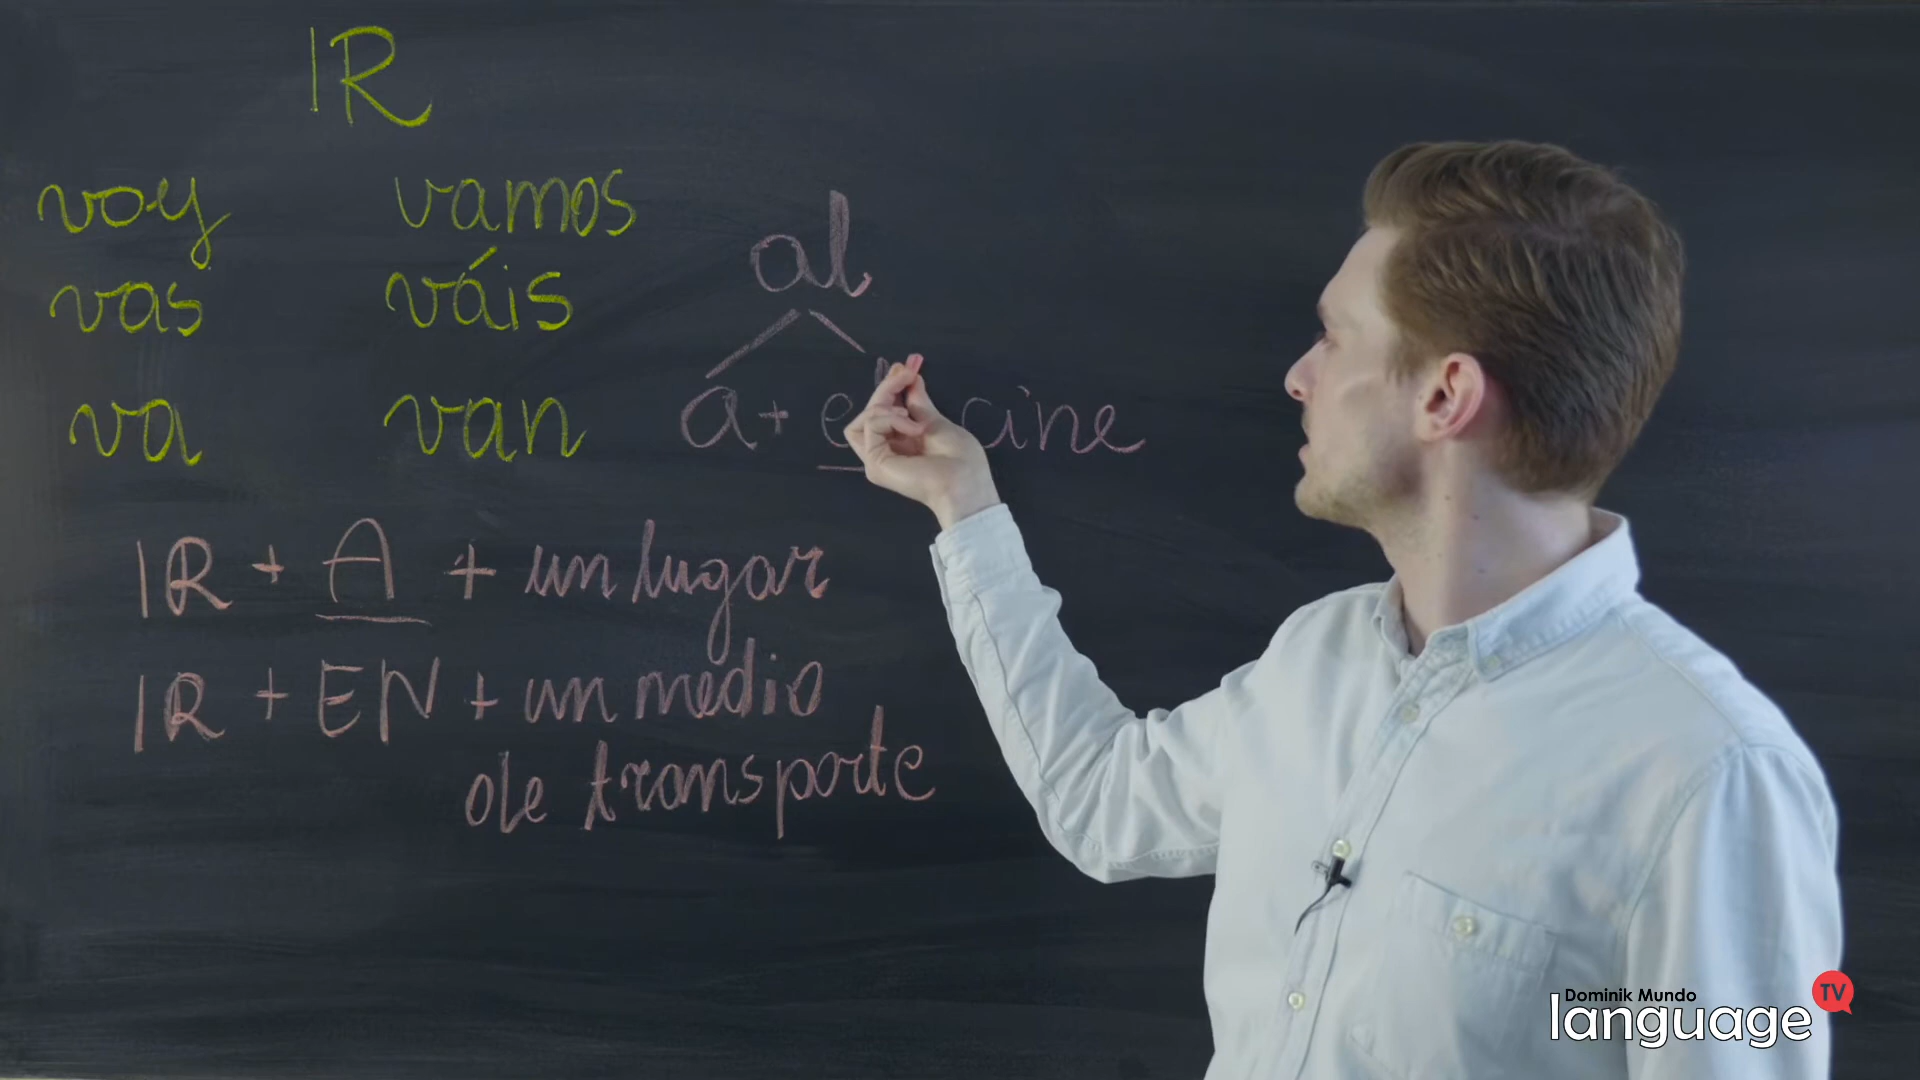 IR
voy vamos
vas váis
va van
al
a + el cine
IR + A + un lugar
IR + EN + un medio
de transporte
Dominik Mundo
language TV